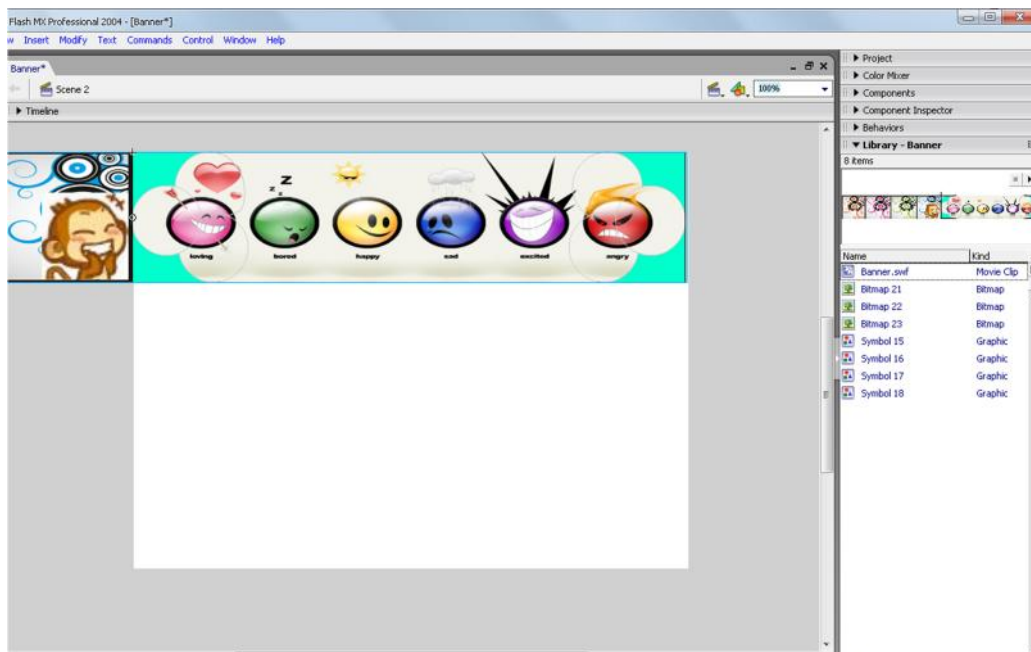 Flash MX Professional 2004 - [Banner*]
w Insert Modify Text Commands Control Window Help
Banner*
Scene 2
100%
Timeline
z
z
Z
loving bored happy sad excited angry
Project
Color Mixer
Components
Component Inspector
Behaviors
Library - Banner
8 items
Name Kind
Banner.swf Movie Clip
Bitmap 21 Bitmap
Bitmap 22 Bitmap
Bitmap 23 Bitmap
Symbol 15 Graphic
Symbol 16 Graphic
Symbol 17 Graphic
Symbol 18 Graphic